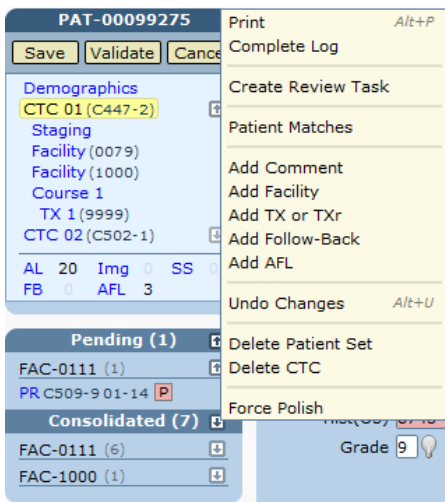 PAT-00099275
Save Validate Cance
Demographics
CTC 01 (C447-2)
Staging
Facility (0079)
Facility (1000)
Course 1
TX 1 (9999)
CTC 02 (C502-1)
AL 20 Img 0 SS 0
FB 0 AFL 3
Pending (1)
FAC-0111 (1)
PR C509-9 01-14 P
Consolidated (7)
FAC-0111 (6)
FAC-1000 (1)
Print Alt+P
Complete Log
Create Review Task
Patient Matches
Add Comment
Add Facility
Add TX or TXr
Add Follow-Back
Add AFL
Undo Changes Alt+U
Delete Patient Set
Delete CTC
Force Polish
Grade 9